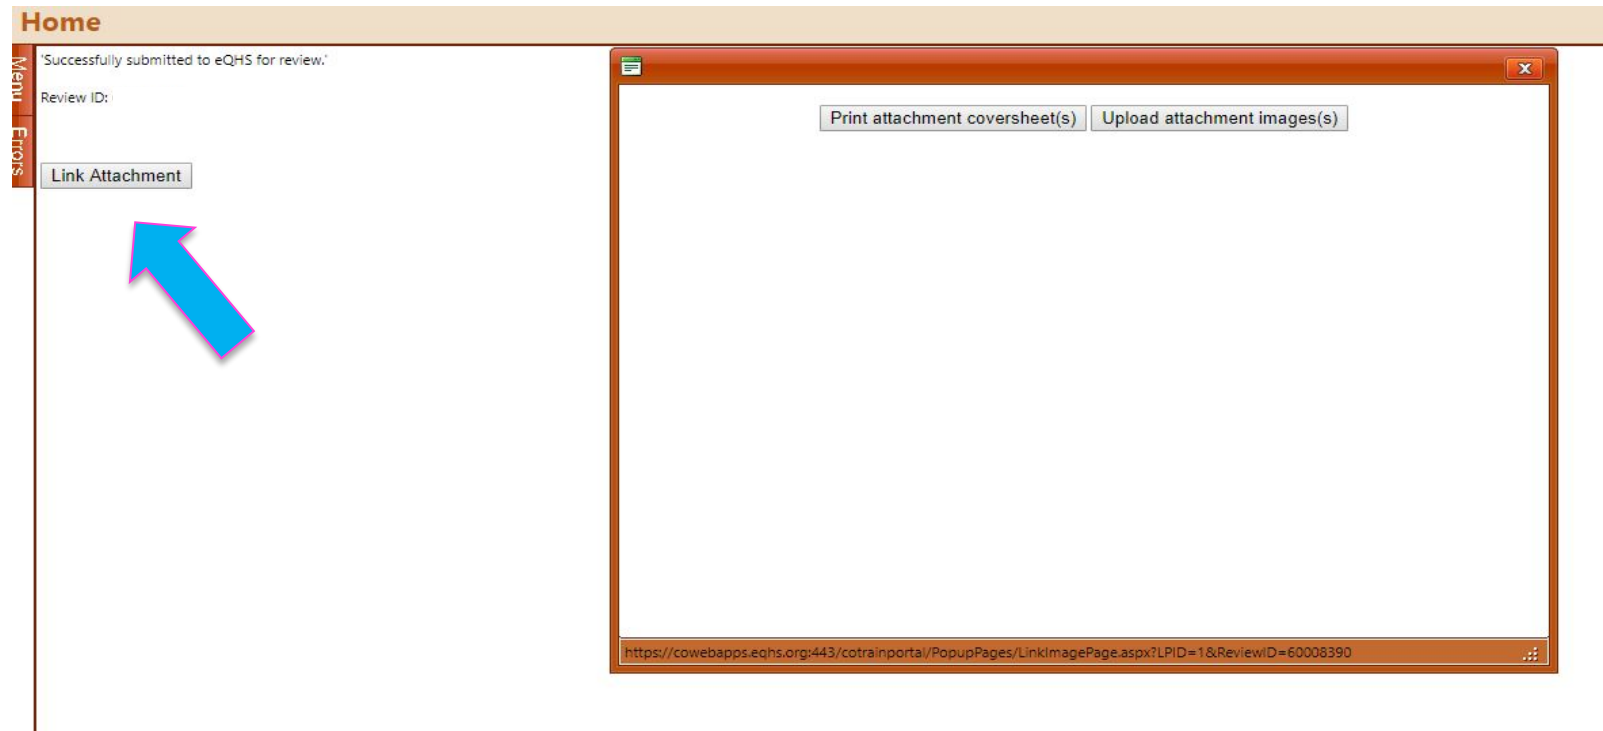 Home
Menu
Errors
'Successfully submitted to eQHS for review.'
Review ID:
Link Attachment
x
Print attachment coversheet(s) Upload attachment images(s)
https://cowebapps.eqhs.org:443/cotrainportal/PopupPages/LinkImagePage.aspx?LPID=1&ReviewID=60008390